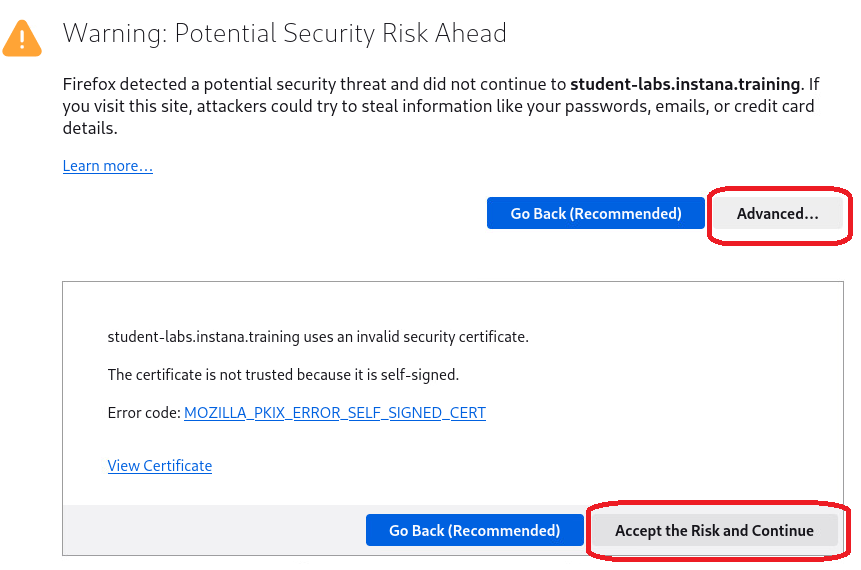 Warning: Potential Security Risk Ahead
Firefox detected a potential security threat and did not continue to student-labs.instana.training. If
you visit this site, attackers could try to steal information like your passwords, emails, or credit card
details.
Learn more…
Go Back (Recommended) Advanced…
student-labs.instana.training uses an invalid security certificate.
The certificate is not trusted because it is self-signed.
Error code: MOZILLA_PKIX_ERROR_SELF_SIGNED_CERT
View Certificate
Go Back (Recommended) Accept the Risk and Continue